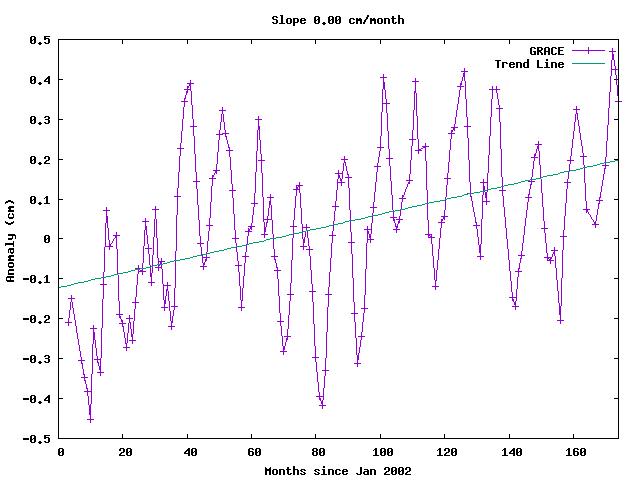 Slope 0.00 cm/month
GRACE
Trend Line
0.5
0.4
0.3
0.2
0.1
0
-0.1
-0.2
-0.3
-0.4
-0.5
Anomaly (cm)
0 20 40 60 80 100 120 140 160
Months since Jan 2002